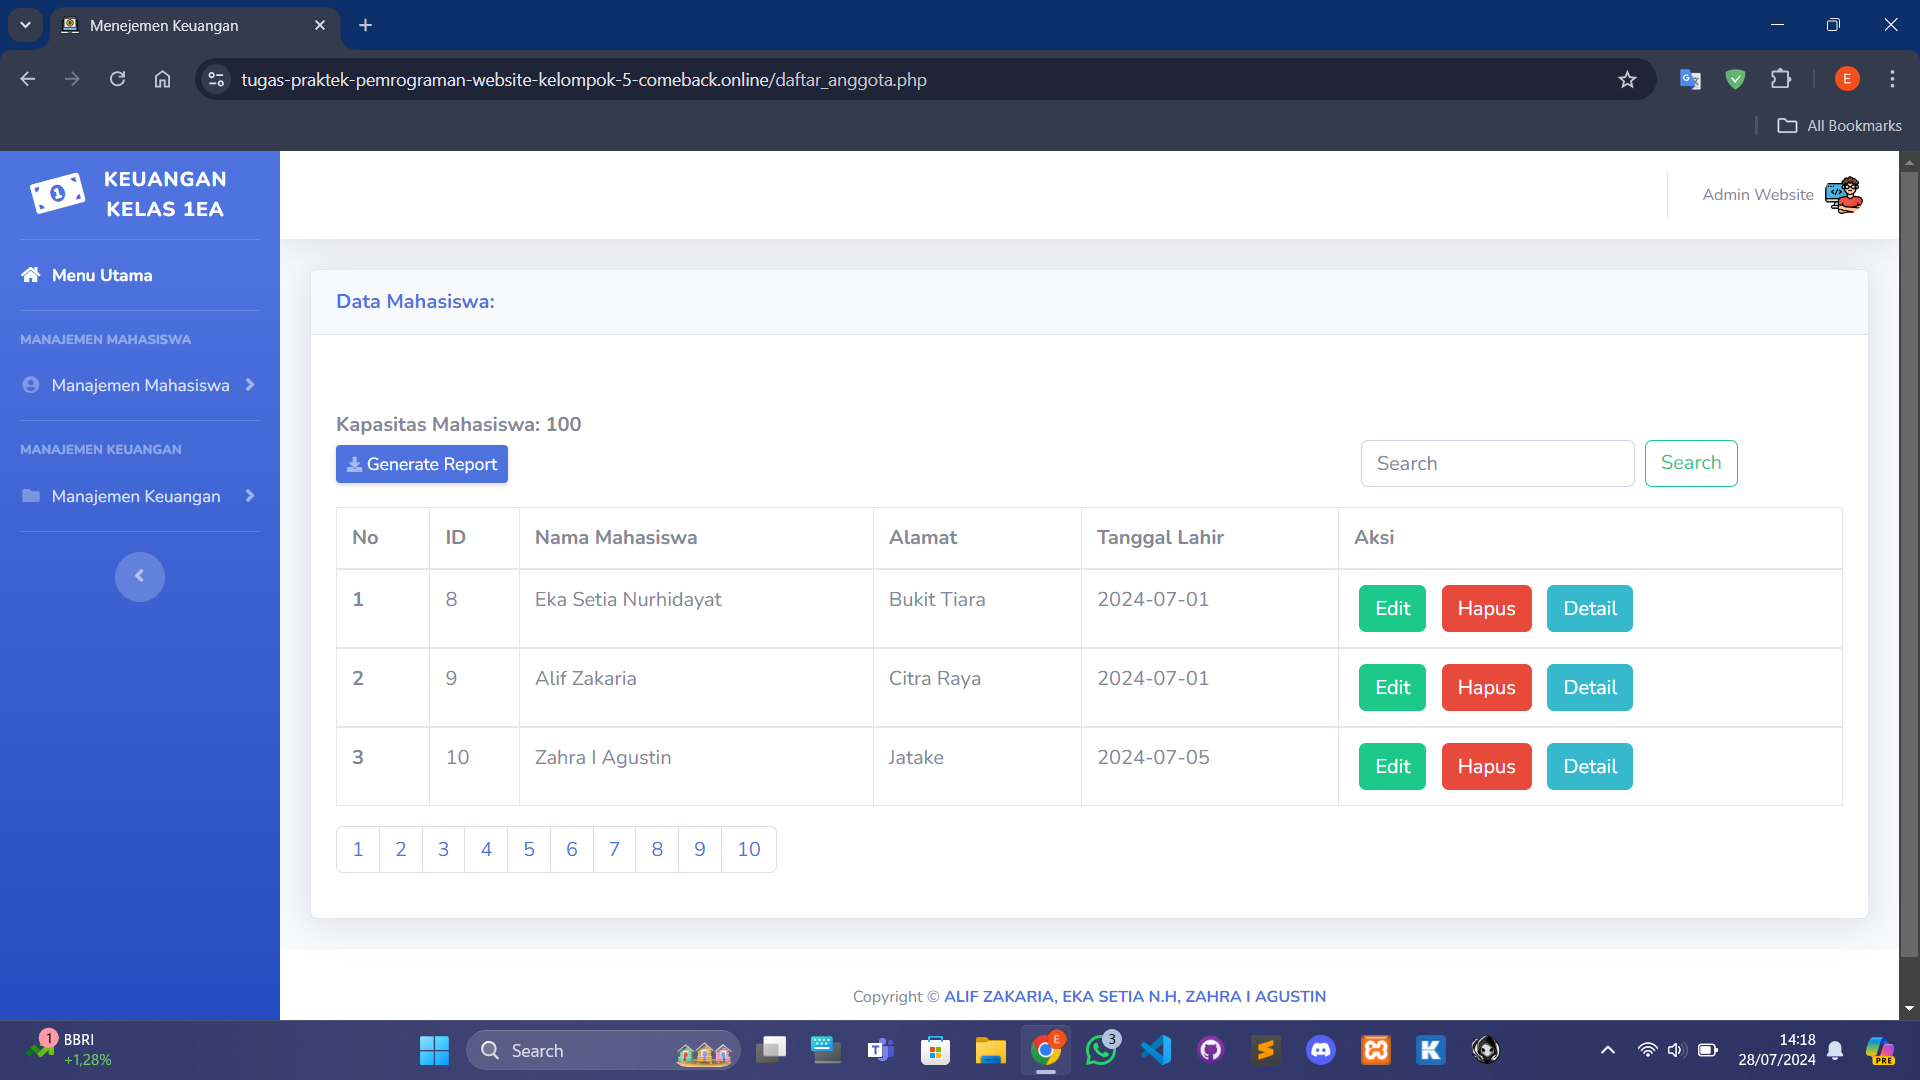 Menejemen Keuangan
tugas-praktek-pemrograman-website-kelompok-5-comeback.online/daftar_anggota.php
E
All Bookmarks
KEUANGAN
KELAS 1EA
Admin Website
Menu Utama
Data Mahasiswa:
MANAJEMEN MAHASISWA
Manajemen Mahasiswa
MANAJEMEN KEUANGAN
Manajemen Keuangan
Kapasitas Mahasiswa: 100
Generate Report
Search Search
No ID Nama Mahasiswa Alamat Tanggal Lahir Aksi
1 8 Eka Setia Nurhidayat Bukit Tiara 2024-07-01 Edit Hapus Detail
2 9 Alif Zakaria Citra Raya 2024-07-01 Edit Hapus Detail
3 10 Zahra I Agustin Jatake 2024-07-05 Edit Hapus Detail
1 2 3 4 5 6 7 8 9 10
Copyright © ALIF ZAKARIA, EKA SETIA N.H, ZAHRA I AGUSTIN
1
BBRI
+1,28%
Search
E
3
14:18
28/07/2024
PRE